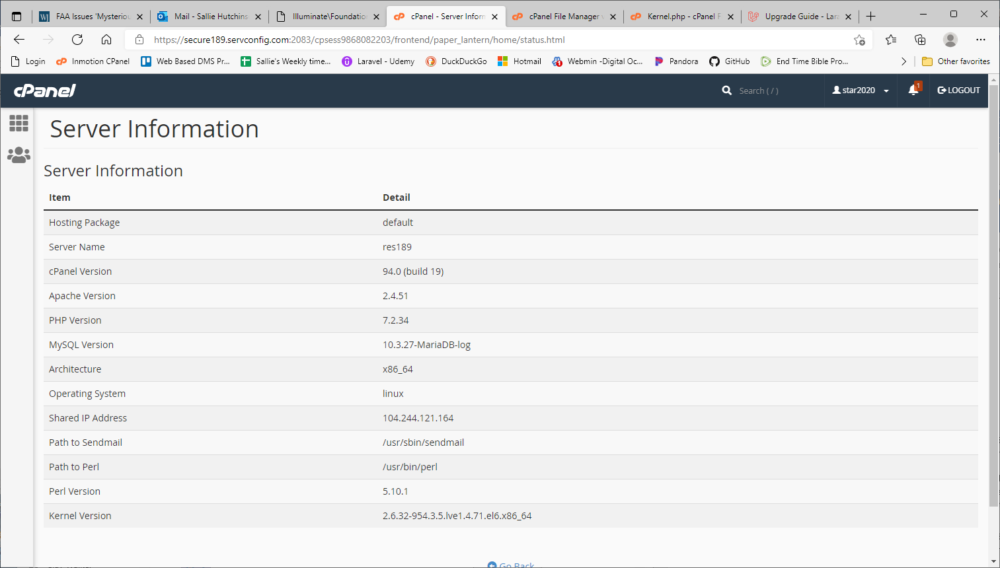 FAA Issues 'Mysteriou
Mail - Sallie Hutchins
Illuminate\Foundatio
cPanel - Server Inform
cPanel File Manager v
Kernel.php - cPanel F
Upgrade Guide - Lara
https://secure189.servconfig.com:2083/cpsess9868082203/frontend/paper_lantern/home/status.html
Login
Inmotion CPanel
Web Based DMS Pr...
Sallie's Weekly time...
Laravel - Udemy
DuckDuckGo
Hotmail
Webmin -Digital Oc...
Pandora
GitHub
End Time Bible Pro...
Other favorites
cPanel
Search ( / )
star2020
1
LOGOUT
Server Information
Server Information
Item Detail
Hosting Package default
Server Name res189
cPanel Version 94.0 (build 19)
Apache Version 2.4.51
PHP Version 7.2.34
MySQL Version 10.3.27-MariaDB-log
Architecture x86_64
Operating System linux
Shared IP Address 104.244.121.164
Path to Sendmail /usr/sbin/sendmail
Path to Perl /usr/bin/perl
Perl Version 5.10.1
Kernel Version 2.6.32-954.3.5.lve1.4.71.el6.x86_64
Go Back